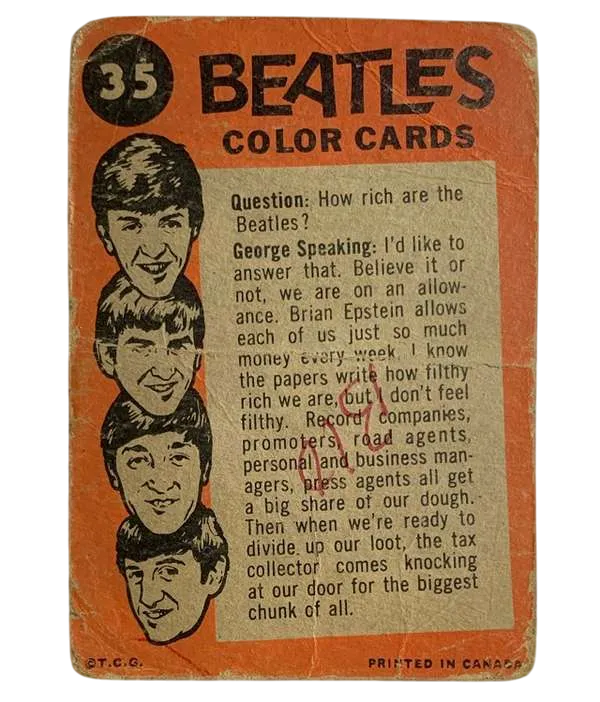 35
BEATLES
COLOR CARDS
Question: How rich are the
Beatles?
George Speaking: I'd like to
answer that. Believe it or
not, we are on an allow-
ance. Brian Epstein allows
each of us just so much
money every week. I know
the papers write how filthy
rich we are, but I don't feel
filthy. Record companies,
promoters, road agents,
personal and business man-
agers, press agents all get
a big share of our dough.
Then when we're ready to
divide up our loot, the tax
collector comes knocking
at our door for the biggest
chunk of all.
©T.C.G.
PRINTED IN CANADA